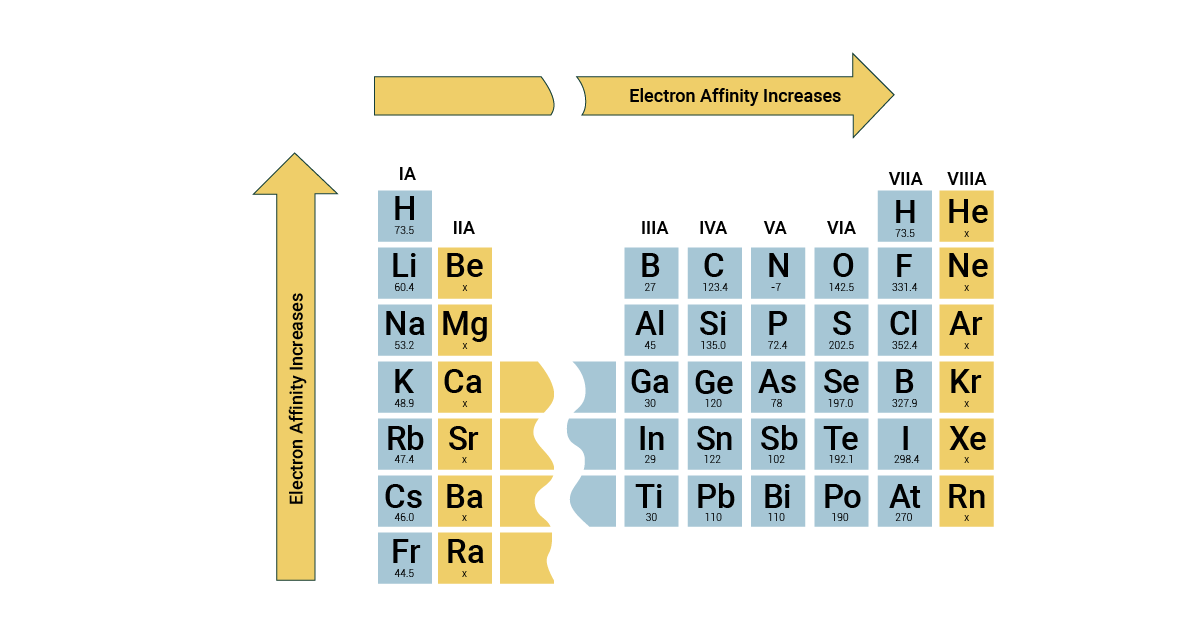 Electron Affinity Increases
Electron Affinity Increases
IA
VIIA VIIIA
H
73.5
H
73.5
He
x
IIA
IIIA IVA VA VIA
Li
60.4
Be
x
B
27
C
123.4
N
-7
O
142.5
F
331.4
Ne
x
Na
53.2
Mg
x
Al
45
Si
135.0
P
72.4
S
202.5
Cl
352.4
Ar
x
K
48.9
Ca
x
Ga
30
Ge
120
As
78
Se
197.0
B
327.9
Kr
x
Rb
47.4
Sr
x
In
29
Sn
122
Sb
102
Te
192.1
I
298.4
Xe
x
Cs
46.0
Ba
x
Ti
30
Pb
110
Bi
110
Po
190
At
270
Rn
x
Fr
44.5
Ra
x